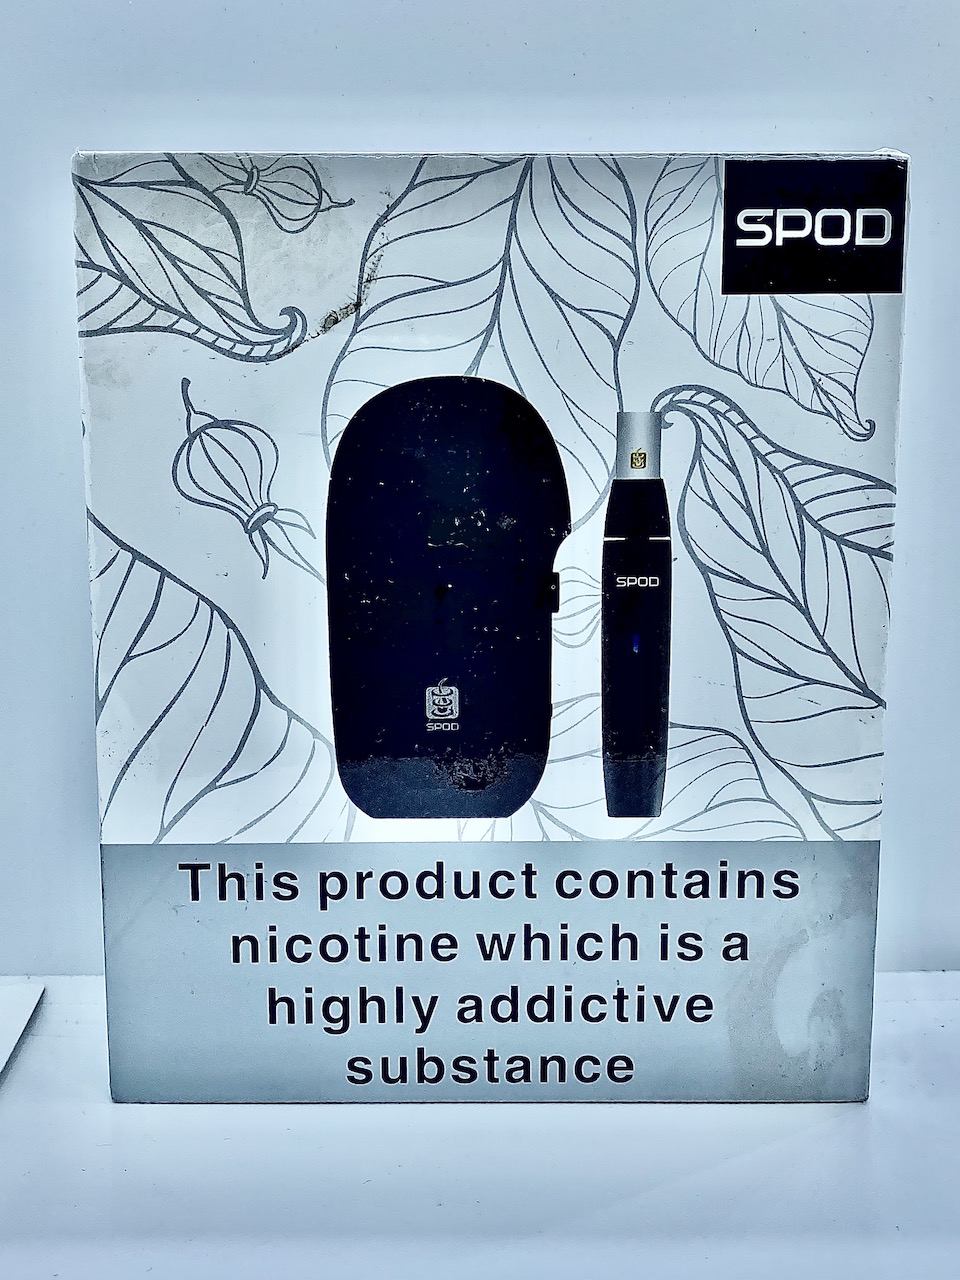 SPOD
SPOD
SPOD
This product contains
nicotine which is a
highly addictive
substance